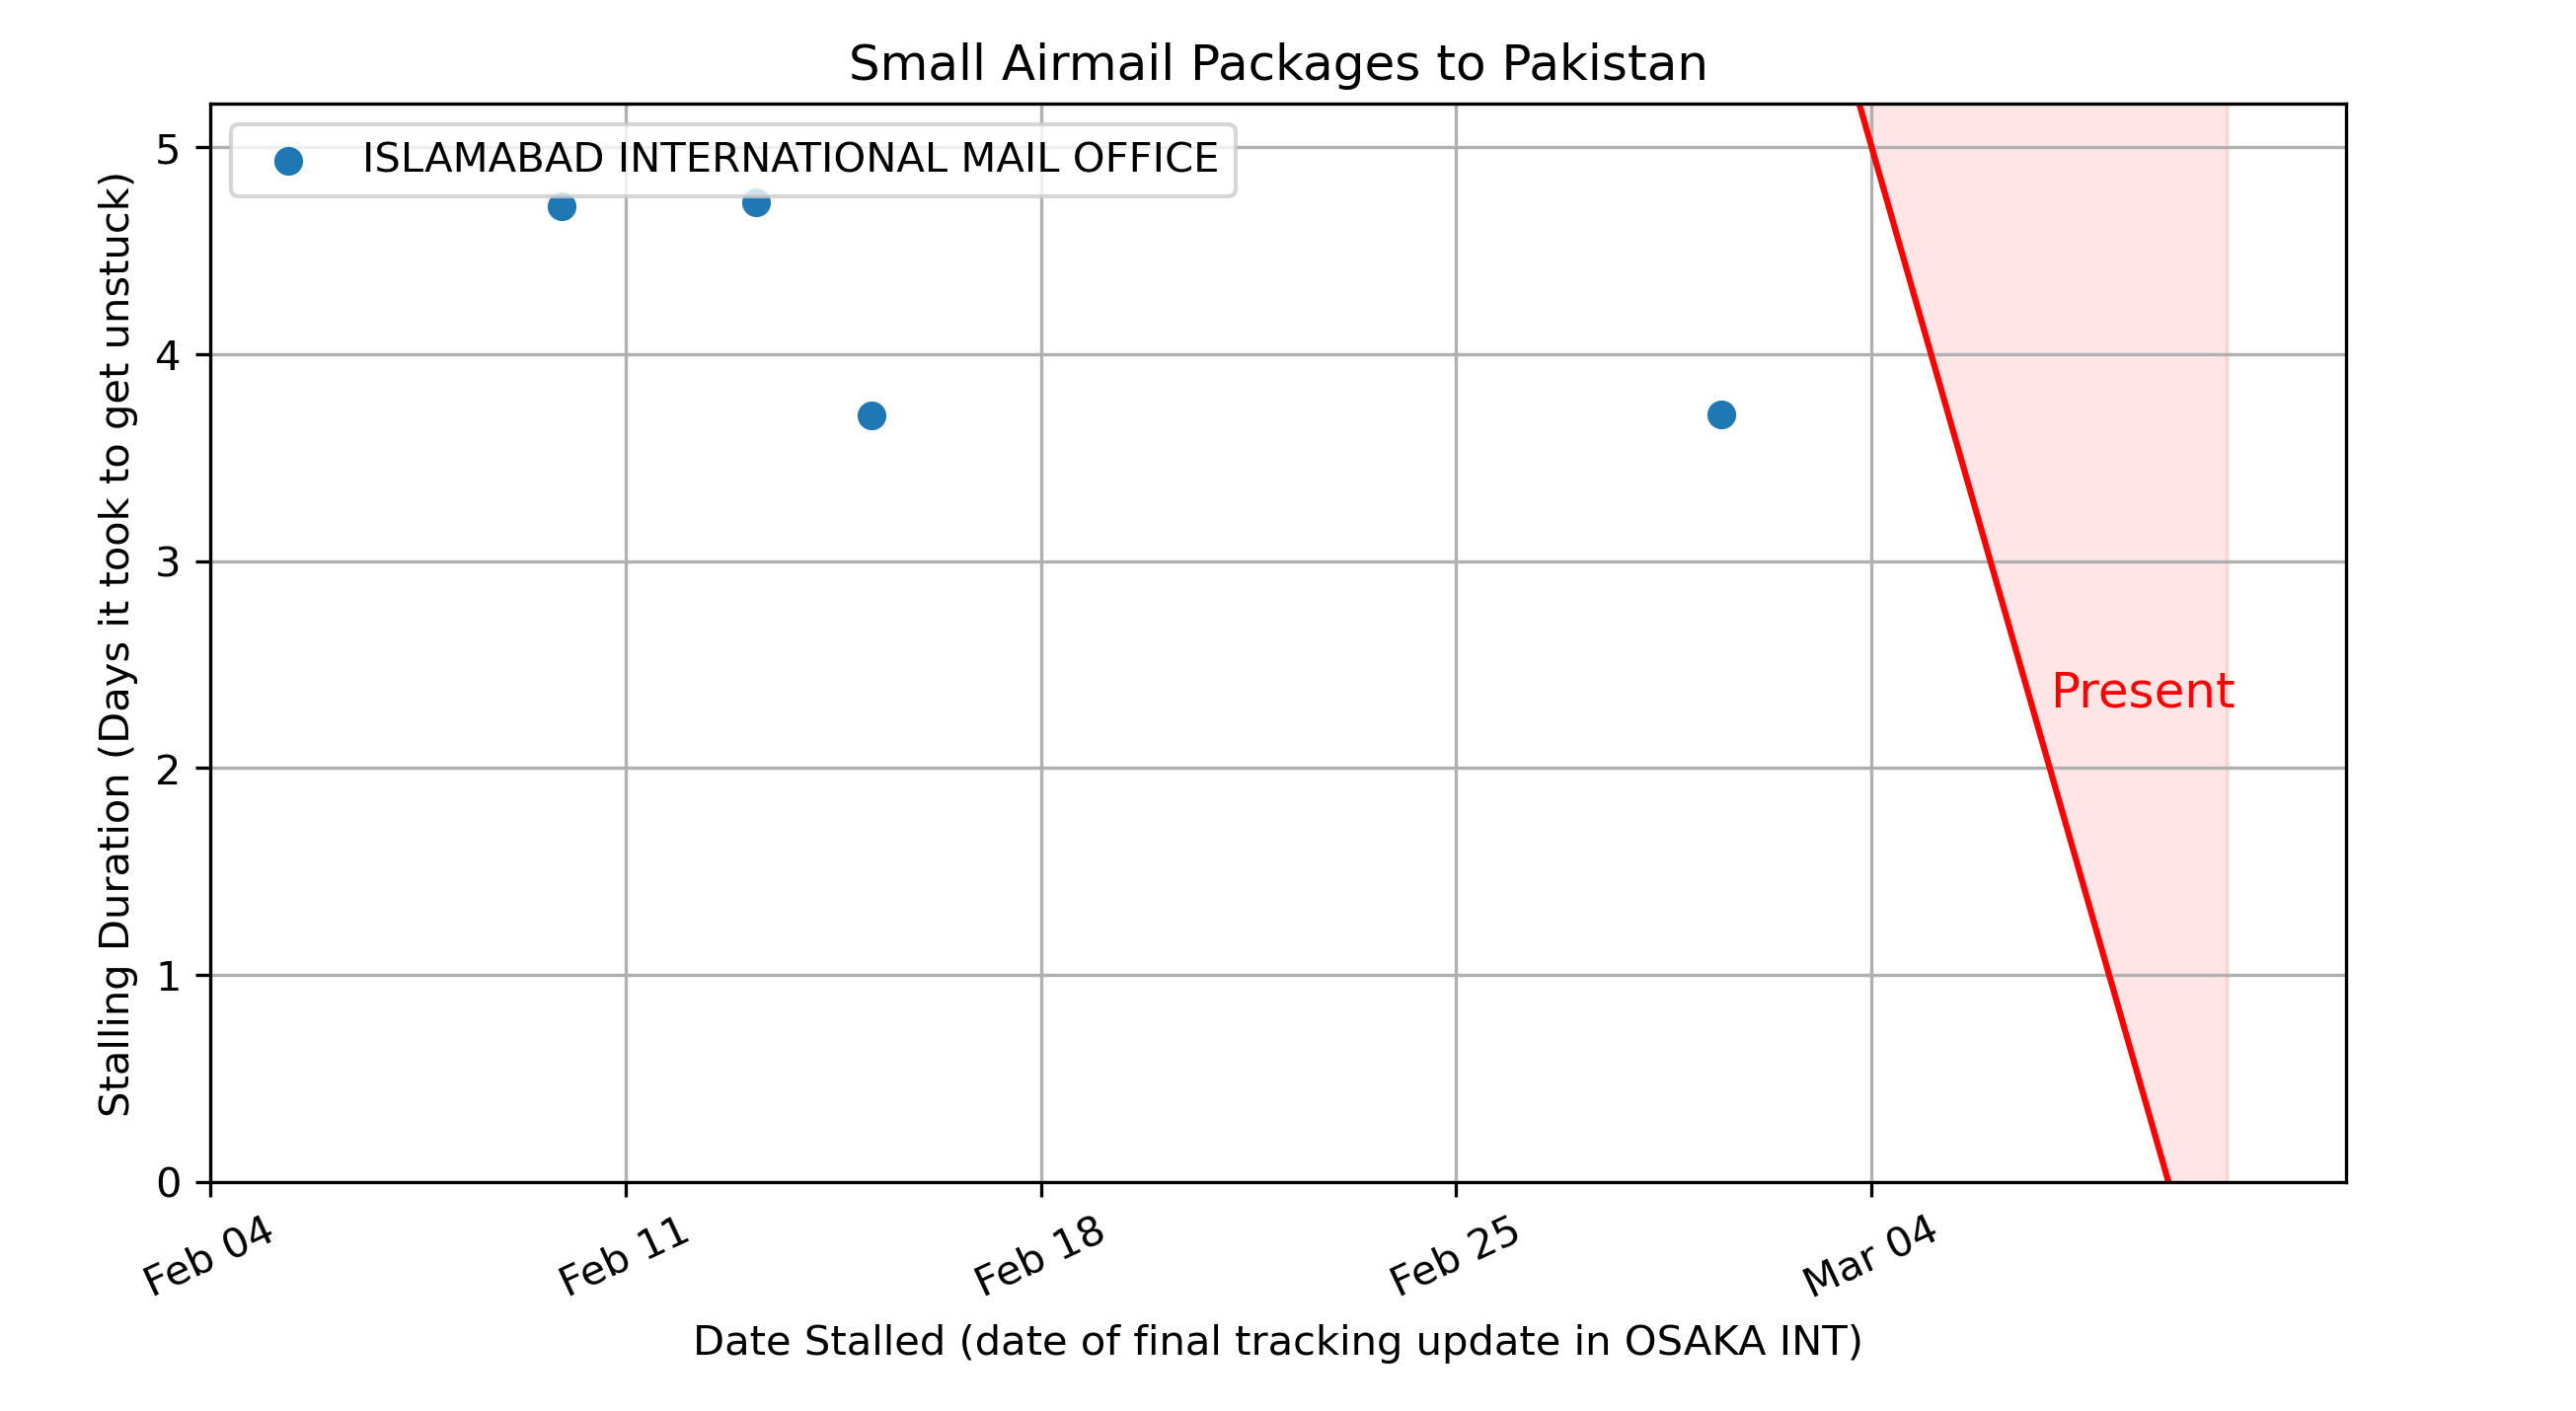 Small Airmail Packages to Pakistan
ISLAMABAD INTERNATIONAL MAIL OFFICE
Stalling Duration (Days it took to get unstuck)
5
4
3
2
1
0
Present
Feb 04
Feb 11
Feb 18
Feb 25
Mar 04
Date Stalled (date of final tracking update in OSAKA INT)